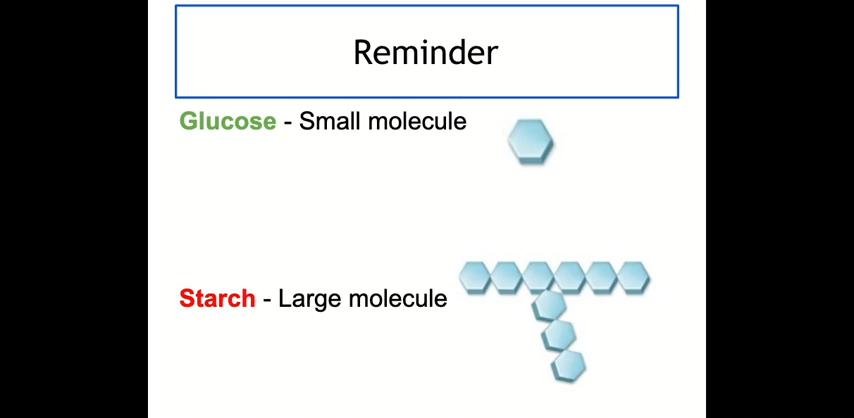 Reminder
Glucose - Small molecule
Starch - Large molecule